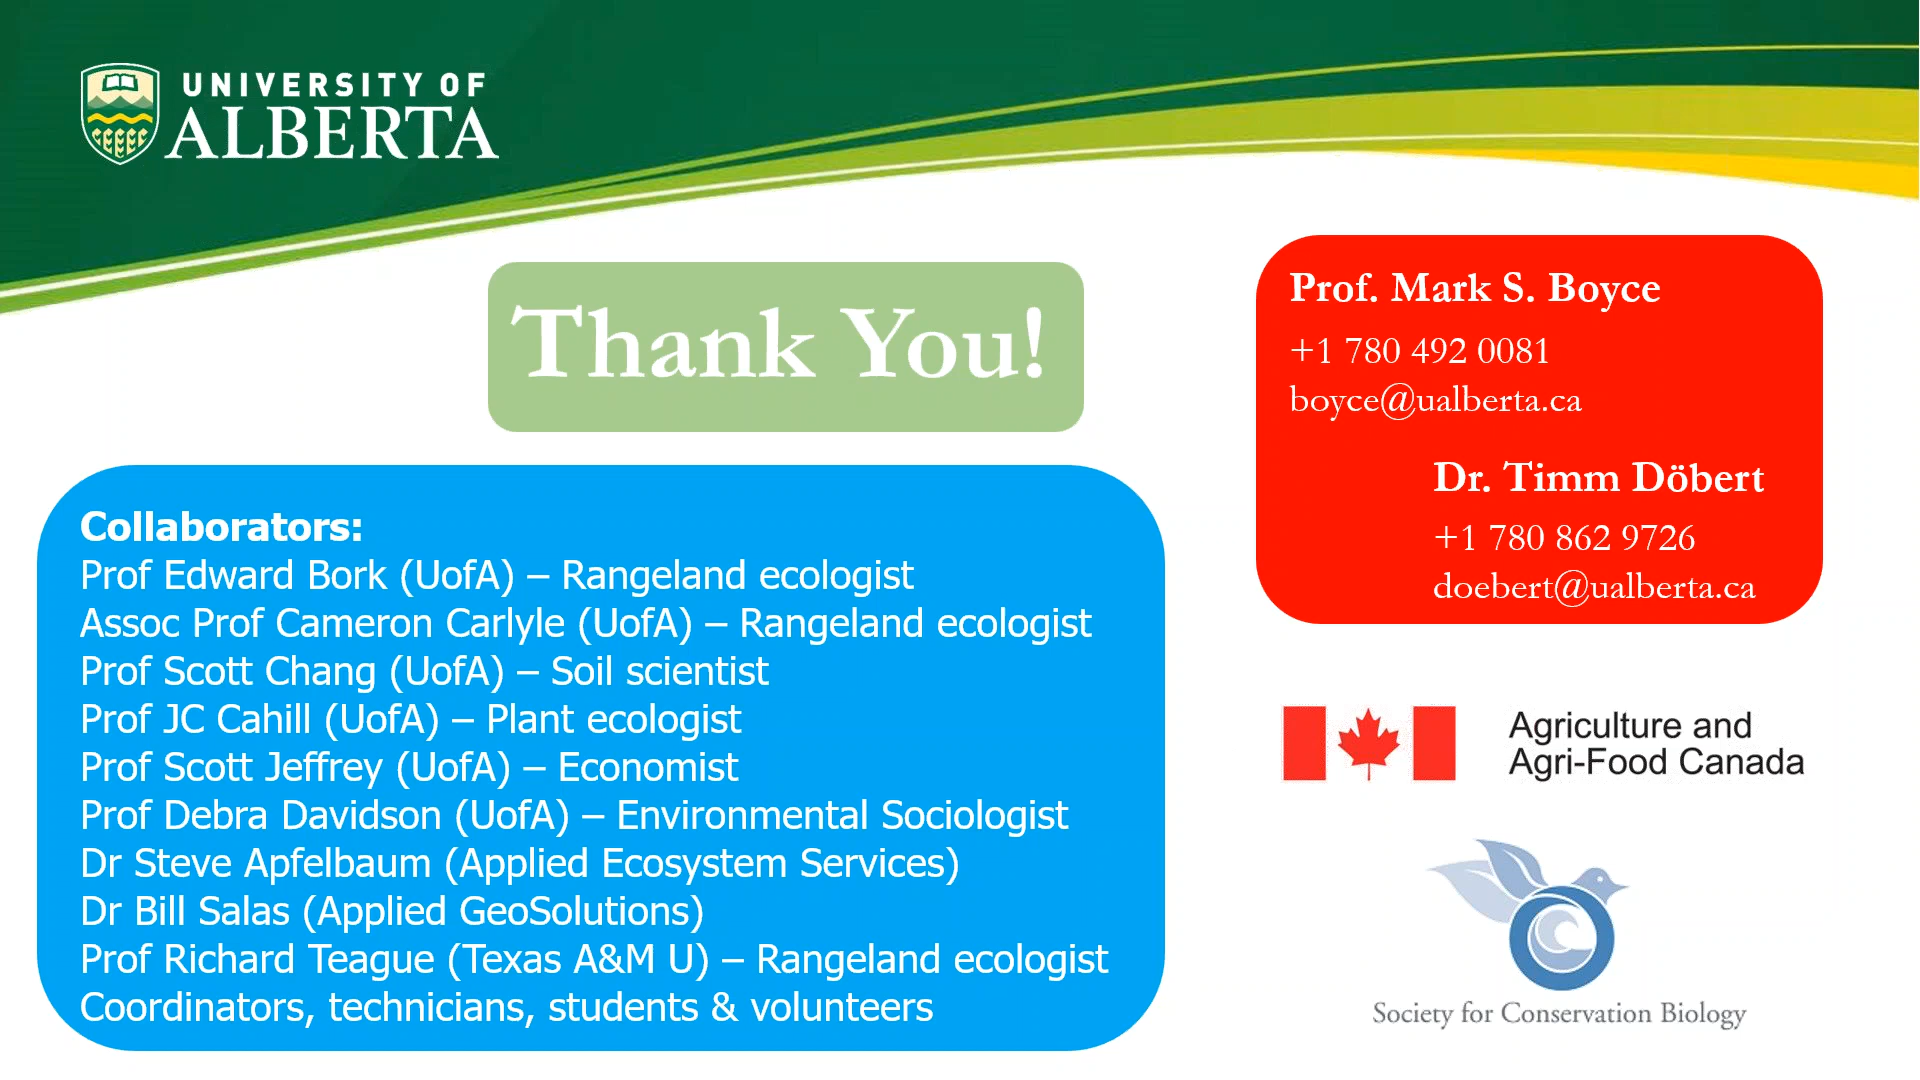 UNIVERSITY OF
ALBERTA
Thank You!
Prof. Mark S. Boyce
+1 780 492 0081
boyce@ualberta.ca
Dr. Timm Döbert
+1 780 862 9726
doebert@ualberta.ca
Collaborators:
Prof Edward Bork (UofA) – Rangeland ecologist
Assoc Prof Cameron Carlyle (UofA) – Rangeland ecologist
Prof Scott Chang (UofA) – Soil scientist
Prof JC Cahill (UofA) – Plant ecologist
Prof Scott Jeffrey (UofA) – Economist
Prof Debra Davidson (UofA) – Environmental Sociologist
Dr Steve Apfelbaum (Applied Ecosystem Services)
Dr Bill Salas (Applied GeoSolutions)
Prof Richard Teague (Texas A&M U) – Rangeland ecologist
Coordinators, technicians, students & volunteers
Agriculture and
Agri-Food Canada
Society for Conservation Biology